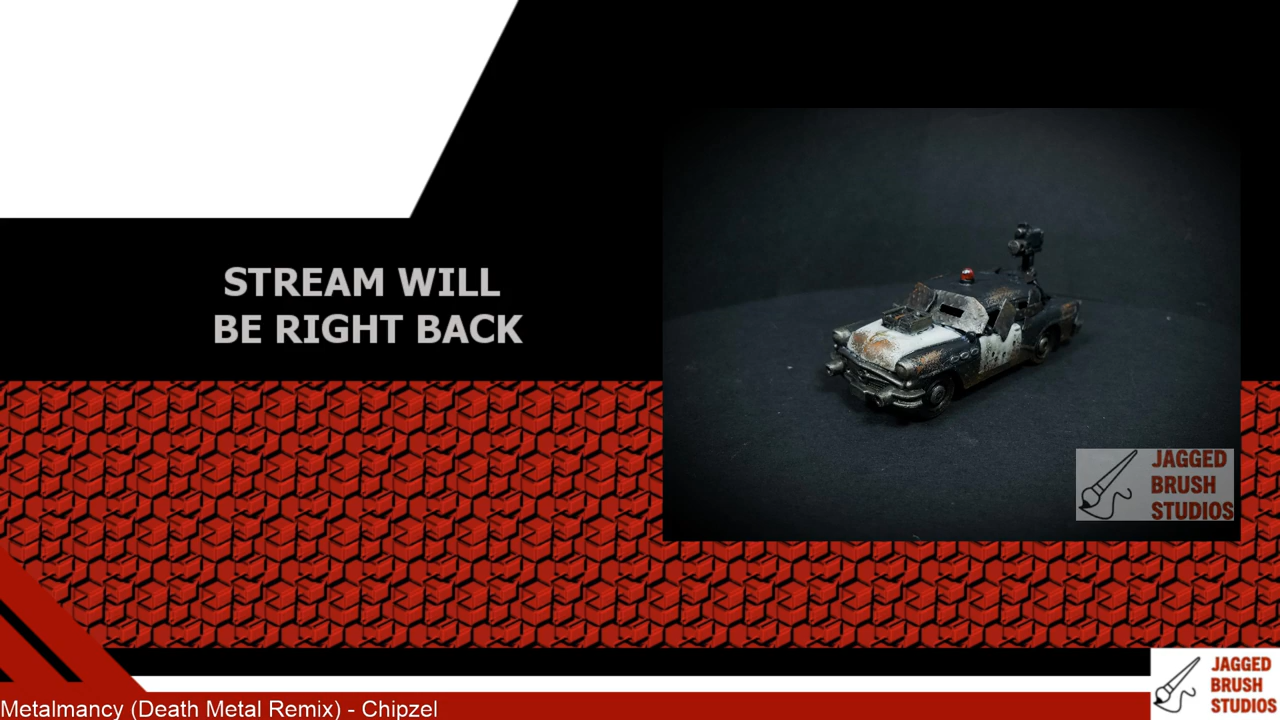 STREAM WILL
BE RIGHT BACK
JAGGED
BRUSH
STUDIOS
JAGGED
BRUSH
STUDIOS
Metalmancy (Death Metal Remix) - Chipzel